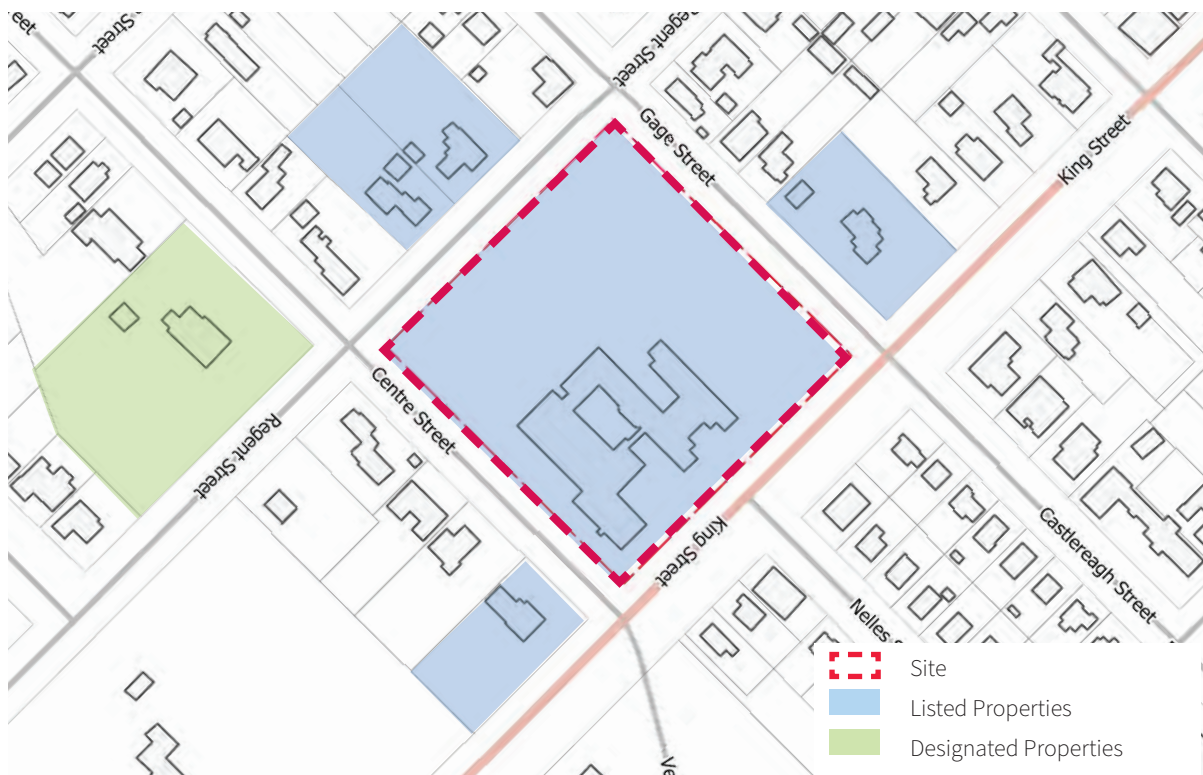 Street
Regent Street
Gage Street
King Street
Centre Street
Regent Street
King Street
Castlereagh Street
Nelles
Site
Listed Properties
Designated Properties